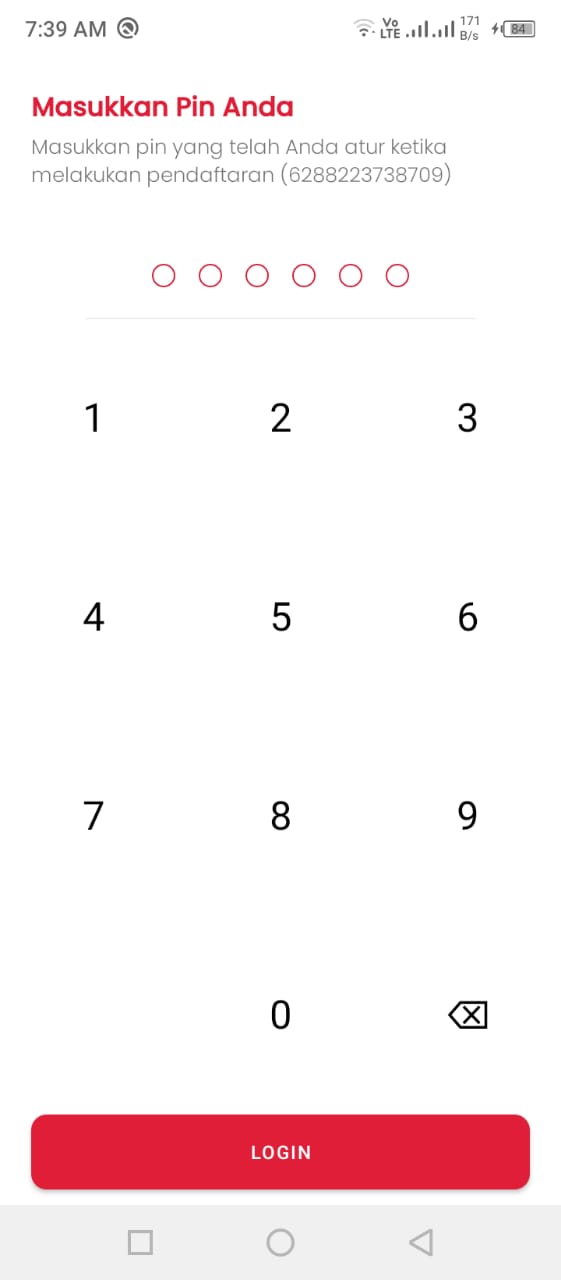 7:39 AM Vo LTE 171 B/s 84
Masukkan Pin Anda
Masukkan pin yang telah Anda atur ketika
melakukan pendaftaran (6288223738709)
1 2 3
4 5 6
7 8 9
0
LOGIN